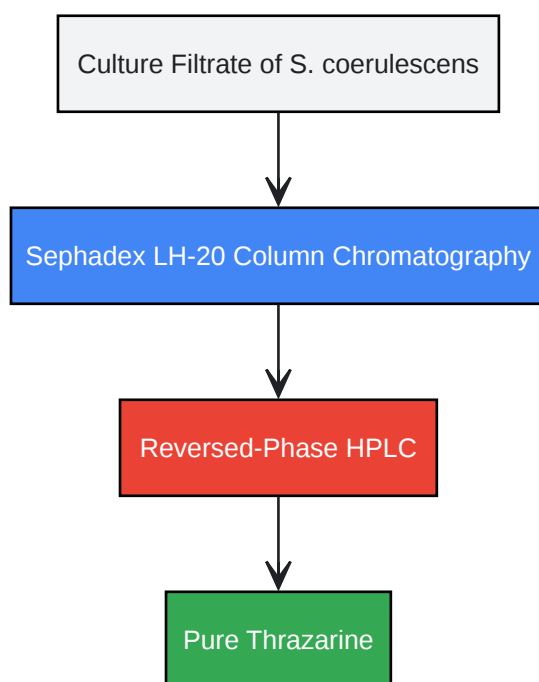 Culture Filtrate of S. coerulescens
Sephadex LH-20 Column Chromatography
Reversed-Phase HPLC
Pure Thrazarine